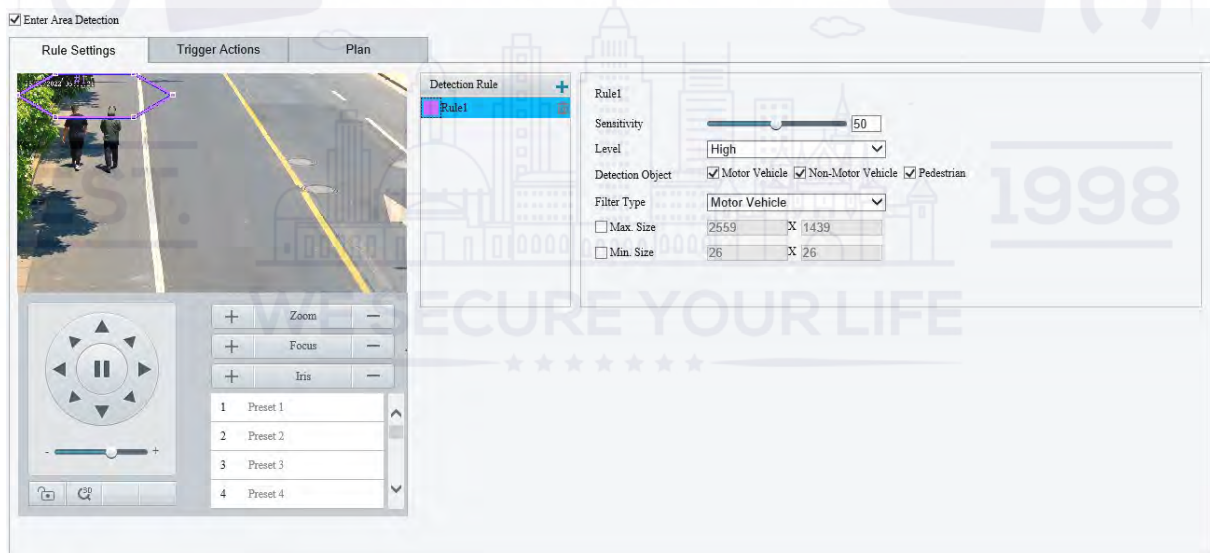 Enter Area Detection
Rule Settings
Trigger Actions
Plan
Detection Rule
Rule1
Rule1
Sensitivity
50
Level
High
Detection Object
Motor Vehicle
Non-Motor Vehicle
Pedestrian
Filter Type
Motor Vehicle
Max. Size
2559 X 1439
Min. Size
26 X 26
EST.
1998
WE SECURE YOUR LIFE
+ Zoom −
+ Focus −
+ Iris −
1 Preset 1
2 Preset 2
3 Preset 3
4 Preset 4
- +
3D